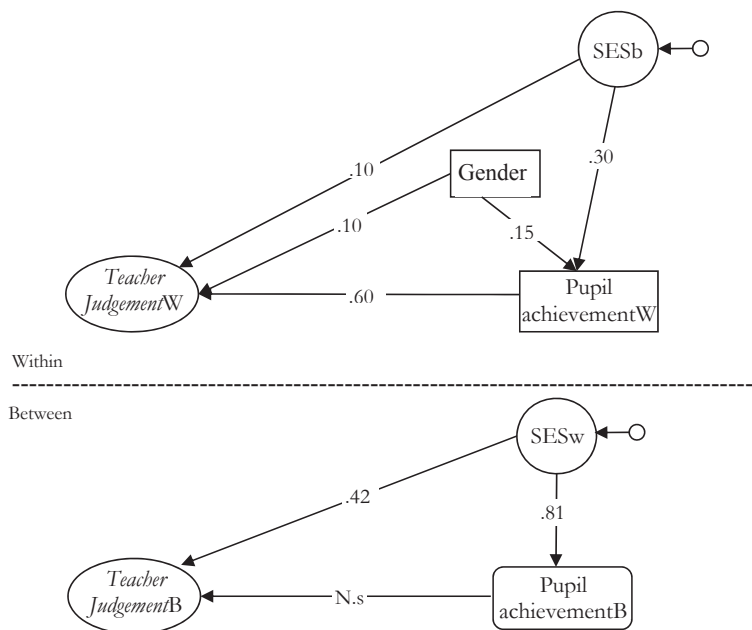 SESb
.30
.10
Gender
.10
.15
Teacher
JudgementW
.60
Pupil
achievementW
Within
Between
SESw
.42
.81
Teacher
JudgementB
N.s
Pupil
achievementB